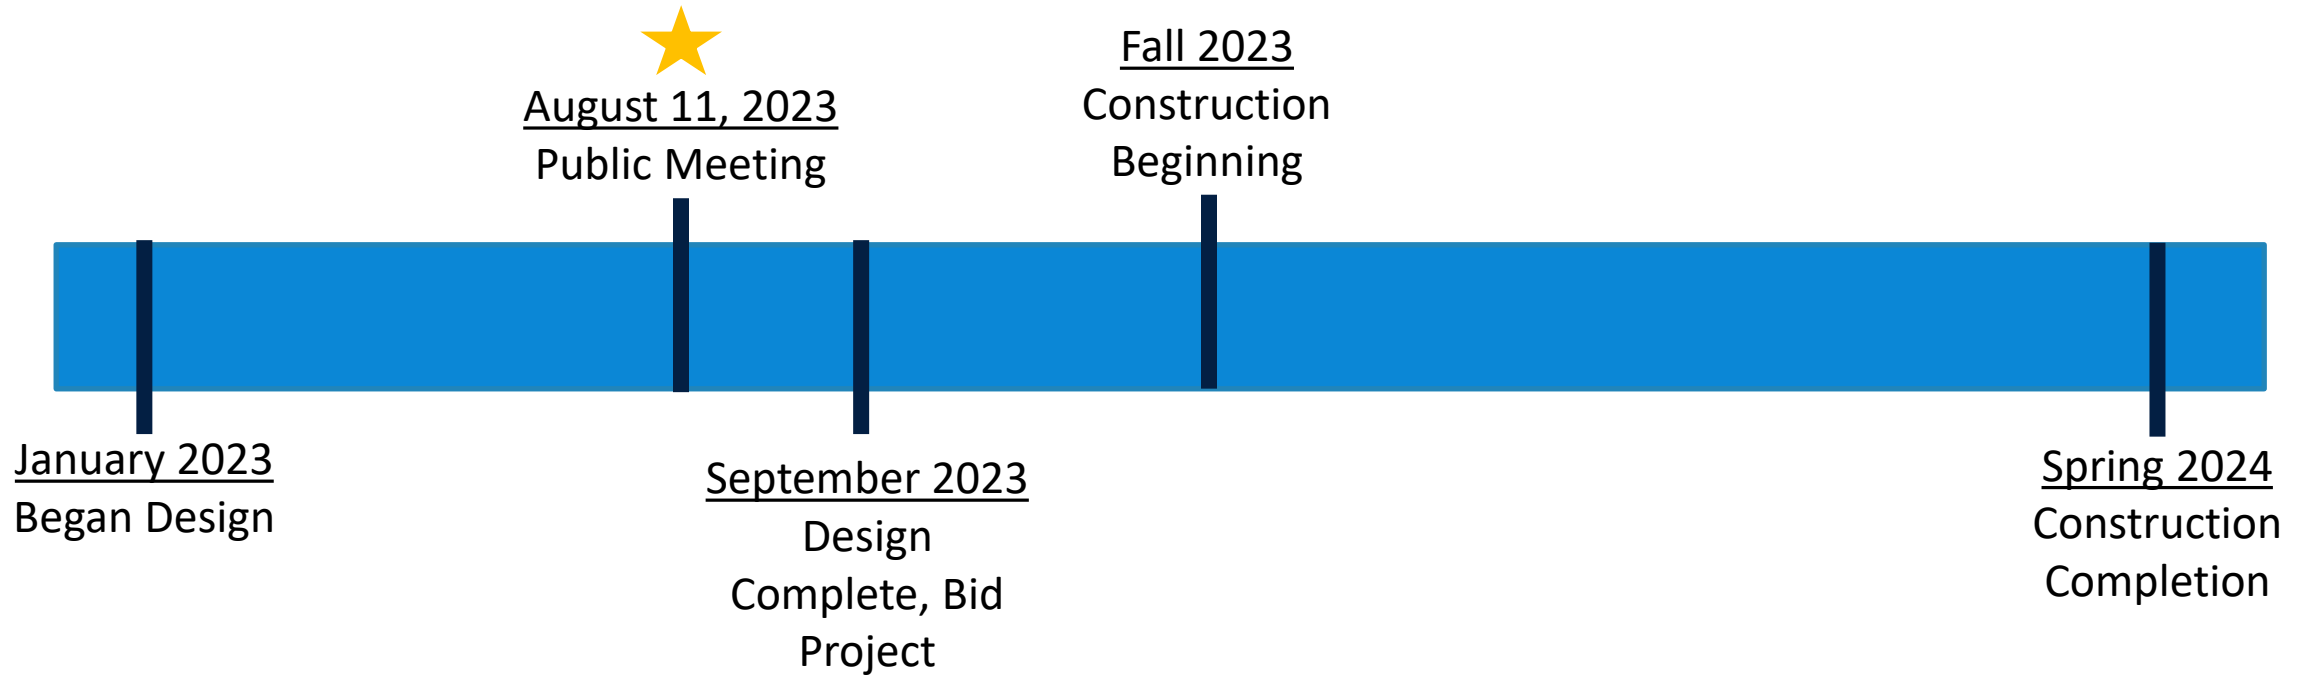 January 2023
Began Design
August 11, 2023
Public Meeting
September 2023
Design
Complete, Bid
Project
Fall 2023
Construction
Beginning
Spring 2024
Construction
Completion